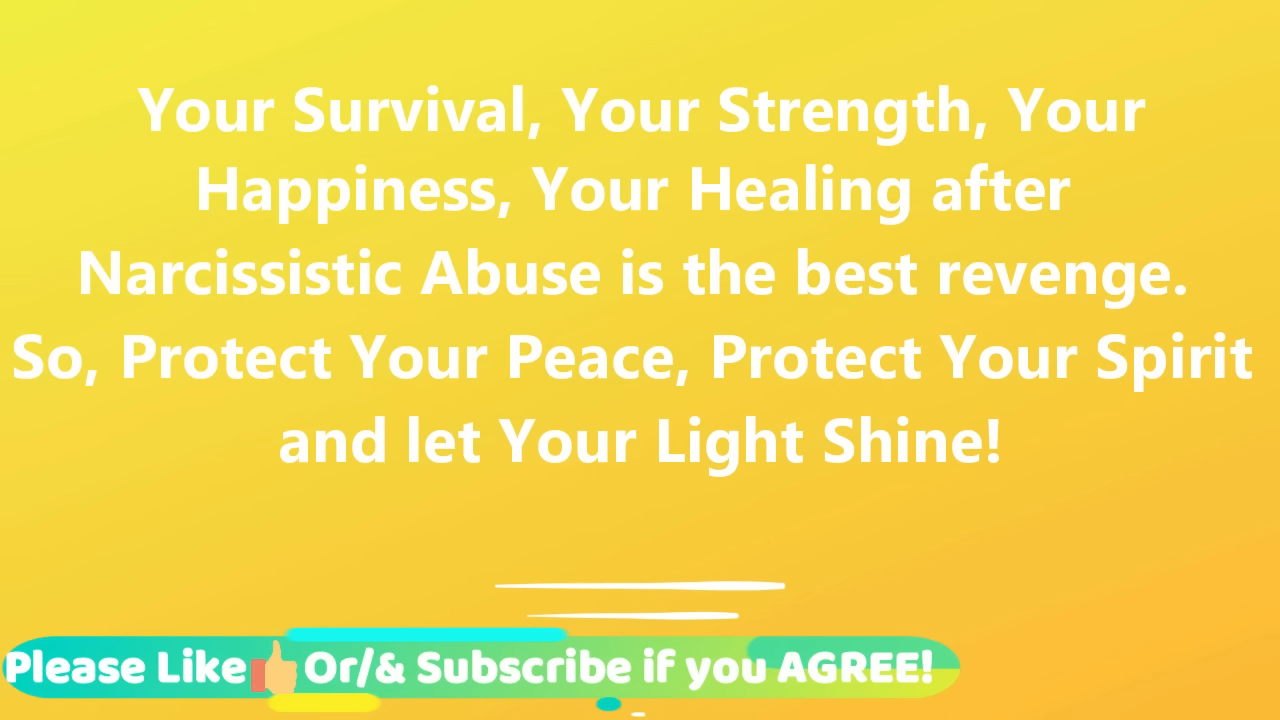 Your Survival, Your Strength, Your
Happiness, Your Healing after
Narcissistic Abuse is the best revenge.
So, Protect Your Peace, Protect Your Spirit
and let Your Light Shine!
Please Like👍Or/& Subscribe if you AGREE!